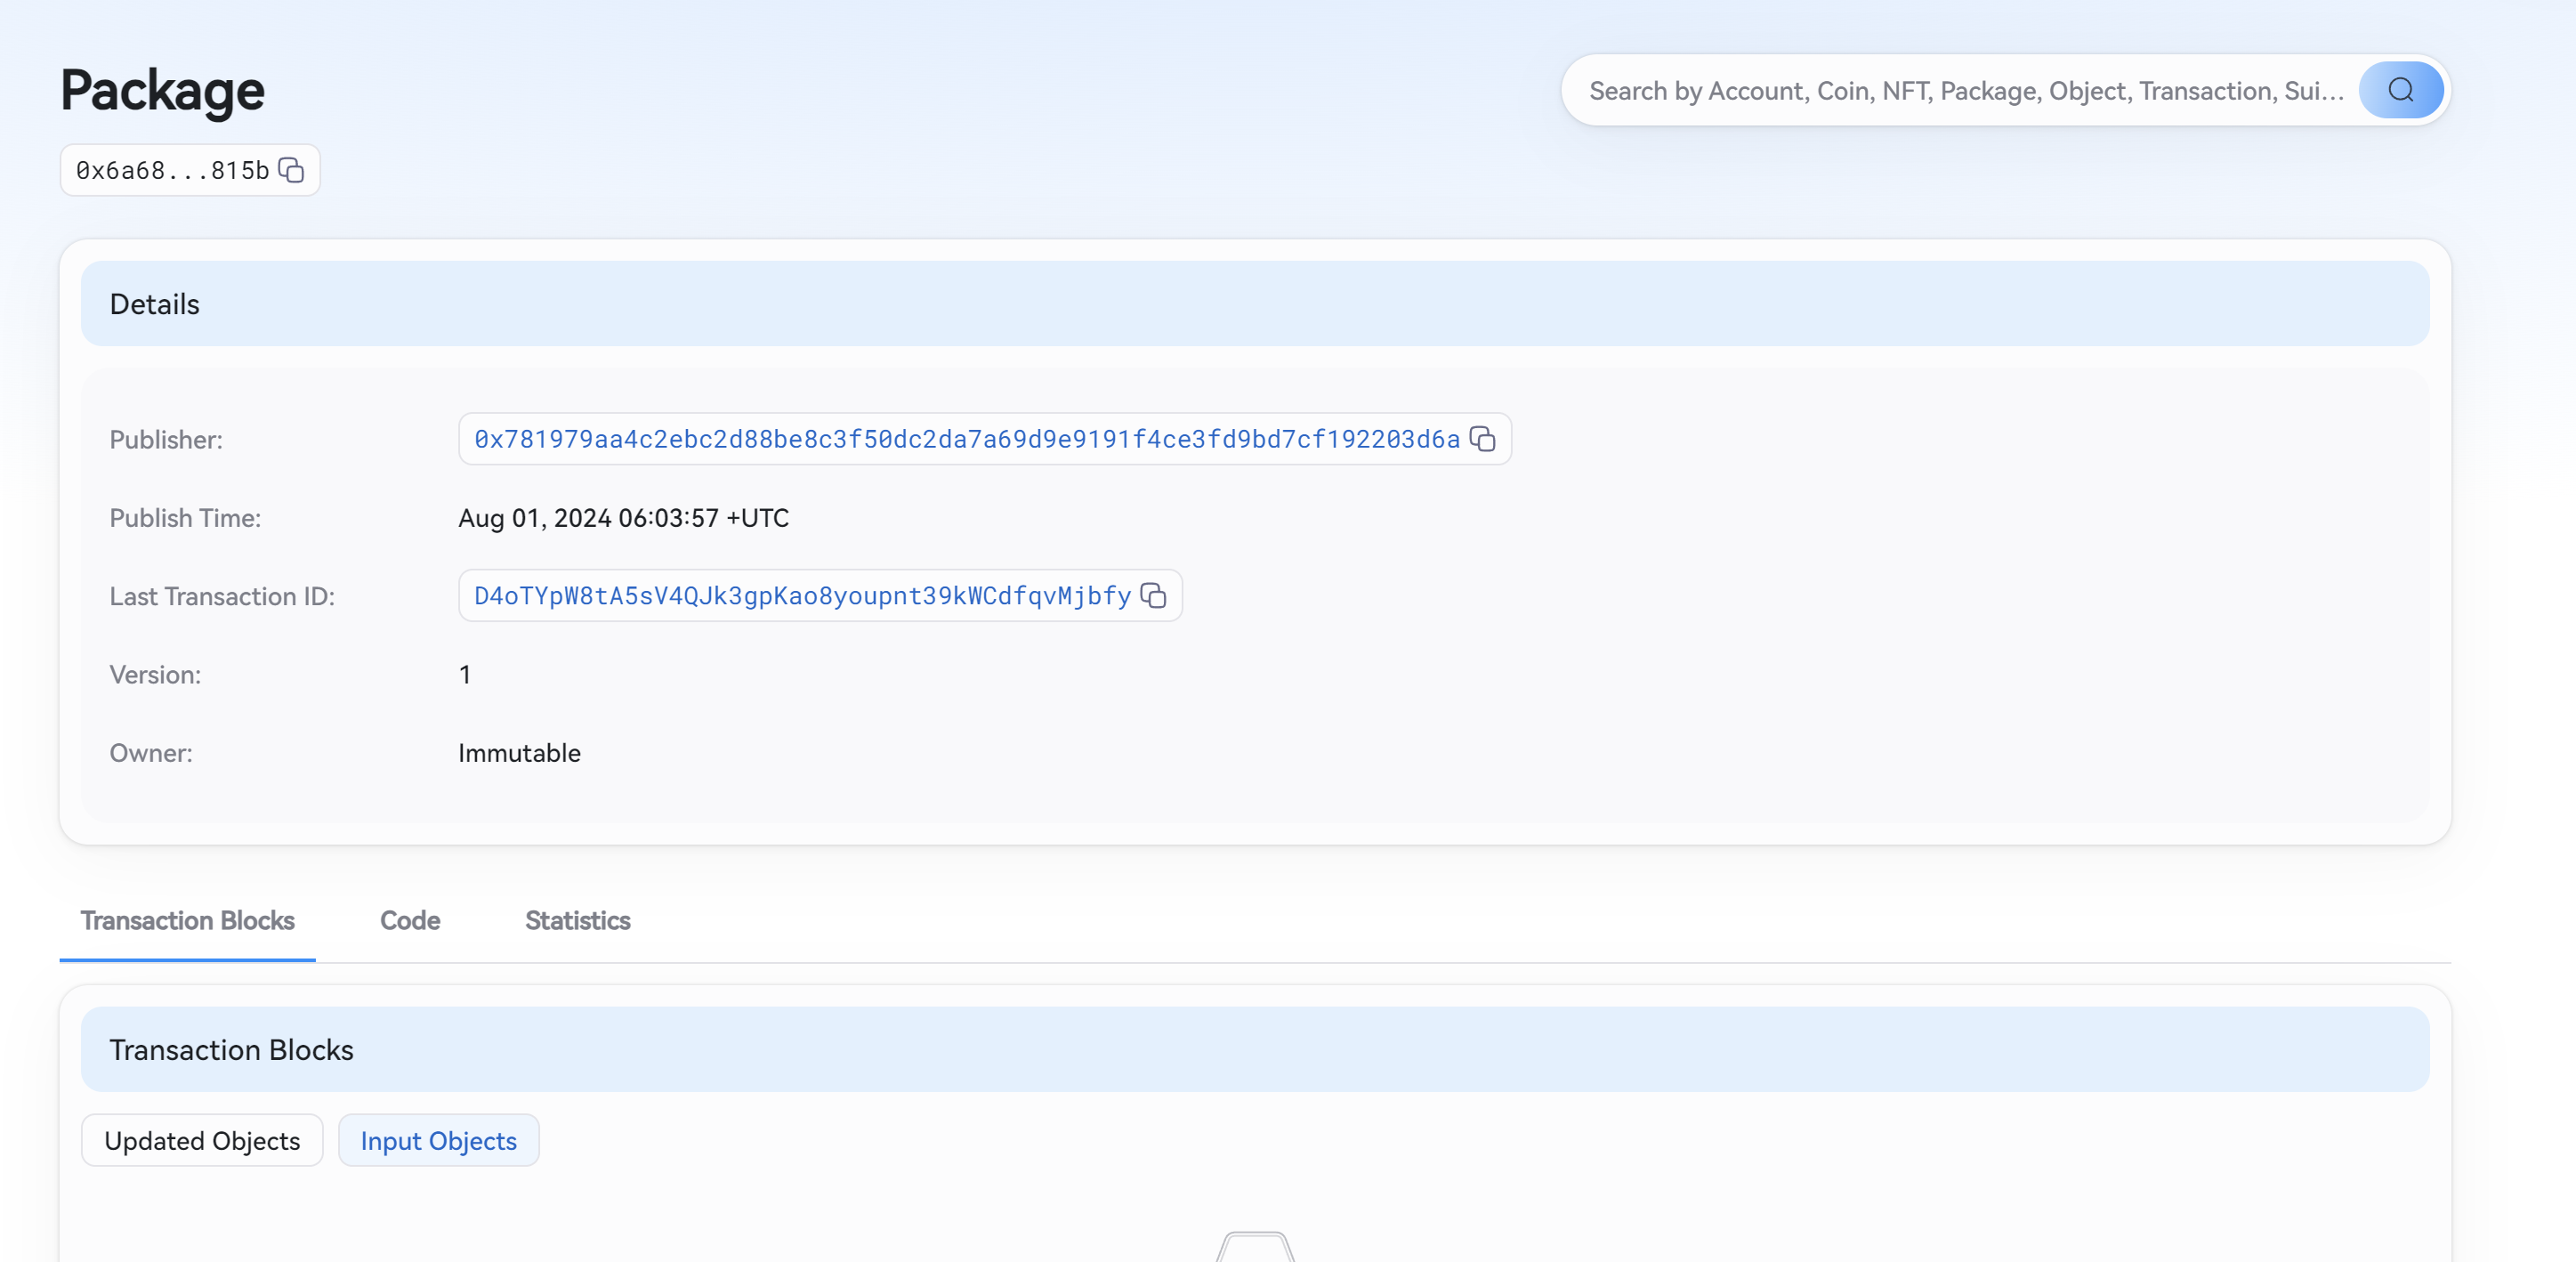 Package
Search by Account, Coin, NFT, Package, Object, Transaction, Sui...
0x6a68...815b
Details
Publisher: 0x781979aa4c2ebc2d88be8c3f50dc2da7a69d9e9191f4ce3fd9bd7cf192203d6a
Publish Time: Aug 01, 2024 06:03:57 +UTC
Last Transaction ID: D4oTYpW8tA5sV4QJk3gpKao8youpnt39kWCdfqvMjbfy
Version: 1
Owner: Immutable
Transaction Blocks Code Statistics
Transaction Blocks
Updated Objects Input Objects